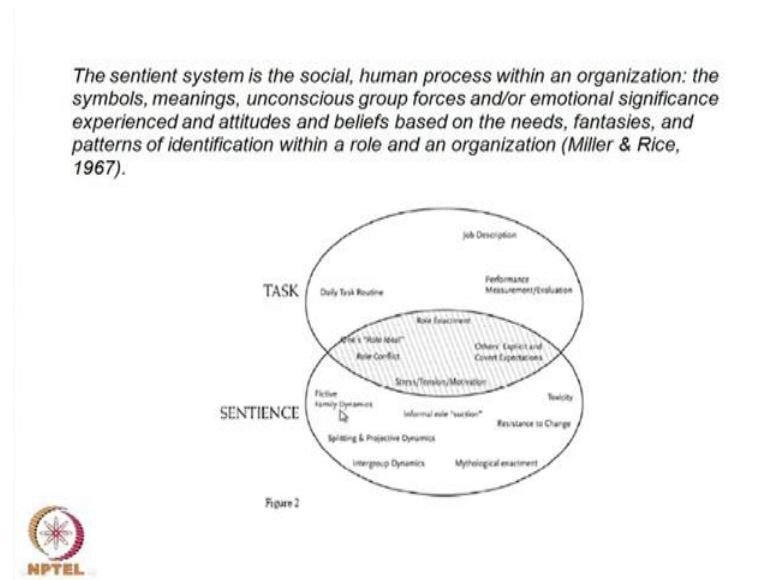 The sentient system is the social, human process within an organization: the
symbols, meanings, unconscious group forces and/or emotional significance
experienced and attitudes and beliefs based on the needs, fantasies, and
patterns of identification within a role and an organization (Miller & Rice,
1967).
Job Description
TASK
Daily Task Routine
Performance
Measurement/Evaluation
Role Enactment
One's "Role Ideal"
Role Conflict
Others' Explicit and
Covert Expectations
Stress/Tension/Motivation
SENTIENCE
Fictive
Family Dynamics
Toxicity
Informal role "suction"
Resistance to Change
Splitting & Projective Dynamics
Intergroup Dynamics
Mythological enactment
Figure 2
NPTEL